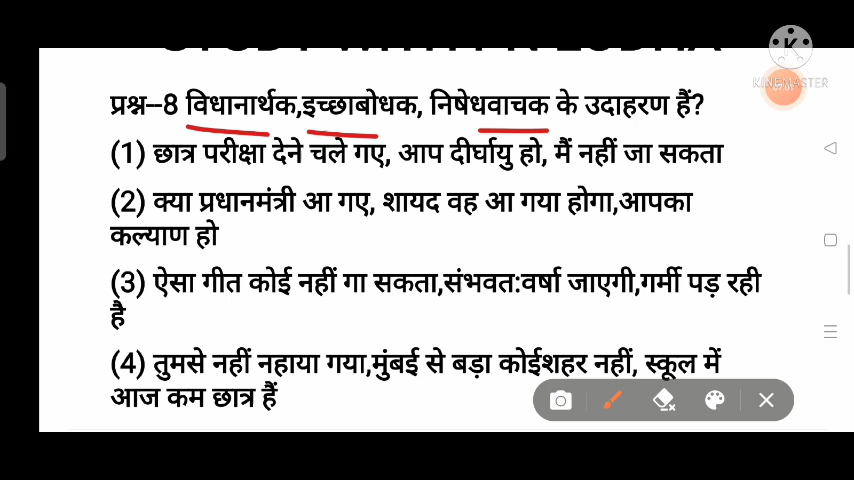 KINEMASTER
प्रश्न–8 विधानार्थक,इच्छाबोधक, निषेधवाचक के उदाहरण हैं?
(1) छात्र परीक्षा देने चले गए, आप दीर्घायु हो, मैं नहीं जा सकता
(2) क्या प्रधानमंत्री आ गए, शायद वह आ गया होगा,आपका
कल्याण हो
(3) ऐसा गीत कोई नहीं गा सकता,संभवत:वर्षा जाएगी,गर्मी पड़ रही
है
(4) तुमसे नहीं नहाया गया,मुंबई से बड़ा कोईशहर नहीं, स्कूल में
आज कम छात्र हैं